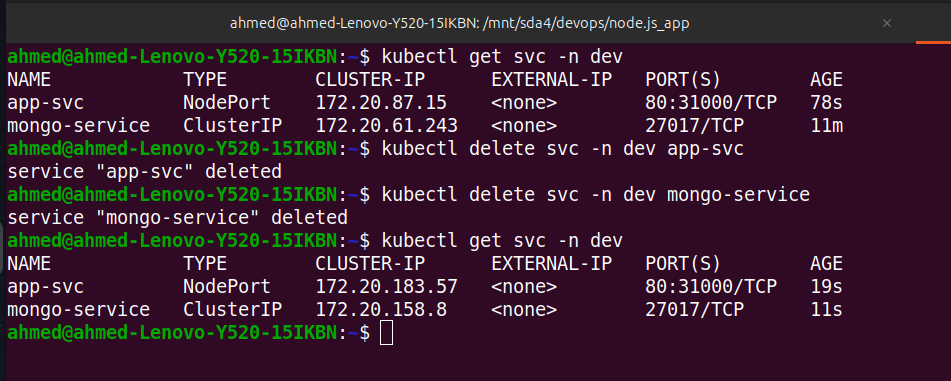 ahmed@ahmed-Lenovo-Y520-15IKBN: /mnt/sda4/devops/node.js_app ×
ahmed@ahmed-Lenovo-Y520-15IKBN:~$ kubectl get svc -n dev
NAME TYPE CLUSTER-IP EXTERNAL-IP PORT(S) AGE
app-svc NodePort 172.20.87.15 <none> 80:31000/TCP 78s
mongo-service ClusterIP 172.20.61.243 <none> 27017/TCP 11m
ahmed@ahmed-Lenovo-Y520-15IKBN:~$ kubectl delete svc -n dev app-svc
service "app-svc" deleted
ahmed@ahmed-Lenovo-Y520-15IKBN:~$ kubectl delete svc -n dev mongo-service
service "mongo-service" deleted
ahmed@ahmed-Lenovo-Y520-15IKBN:~$ kubectl get svc -n dev
NAME TYPE CLUSTER-IP EXTERNAL-IP PORT(S) AGE
app-svc NodePort 172.20.183.57 <none> 80:31000/TCP 19s
mongo-service ClusterIP 172.20.158.8 <none> 27017/TCP 11s
ahmed@ahmed-Lenovo-Y520-15IKBN:~$